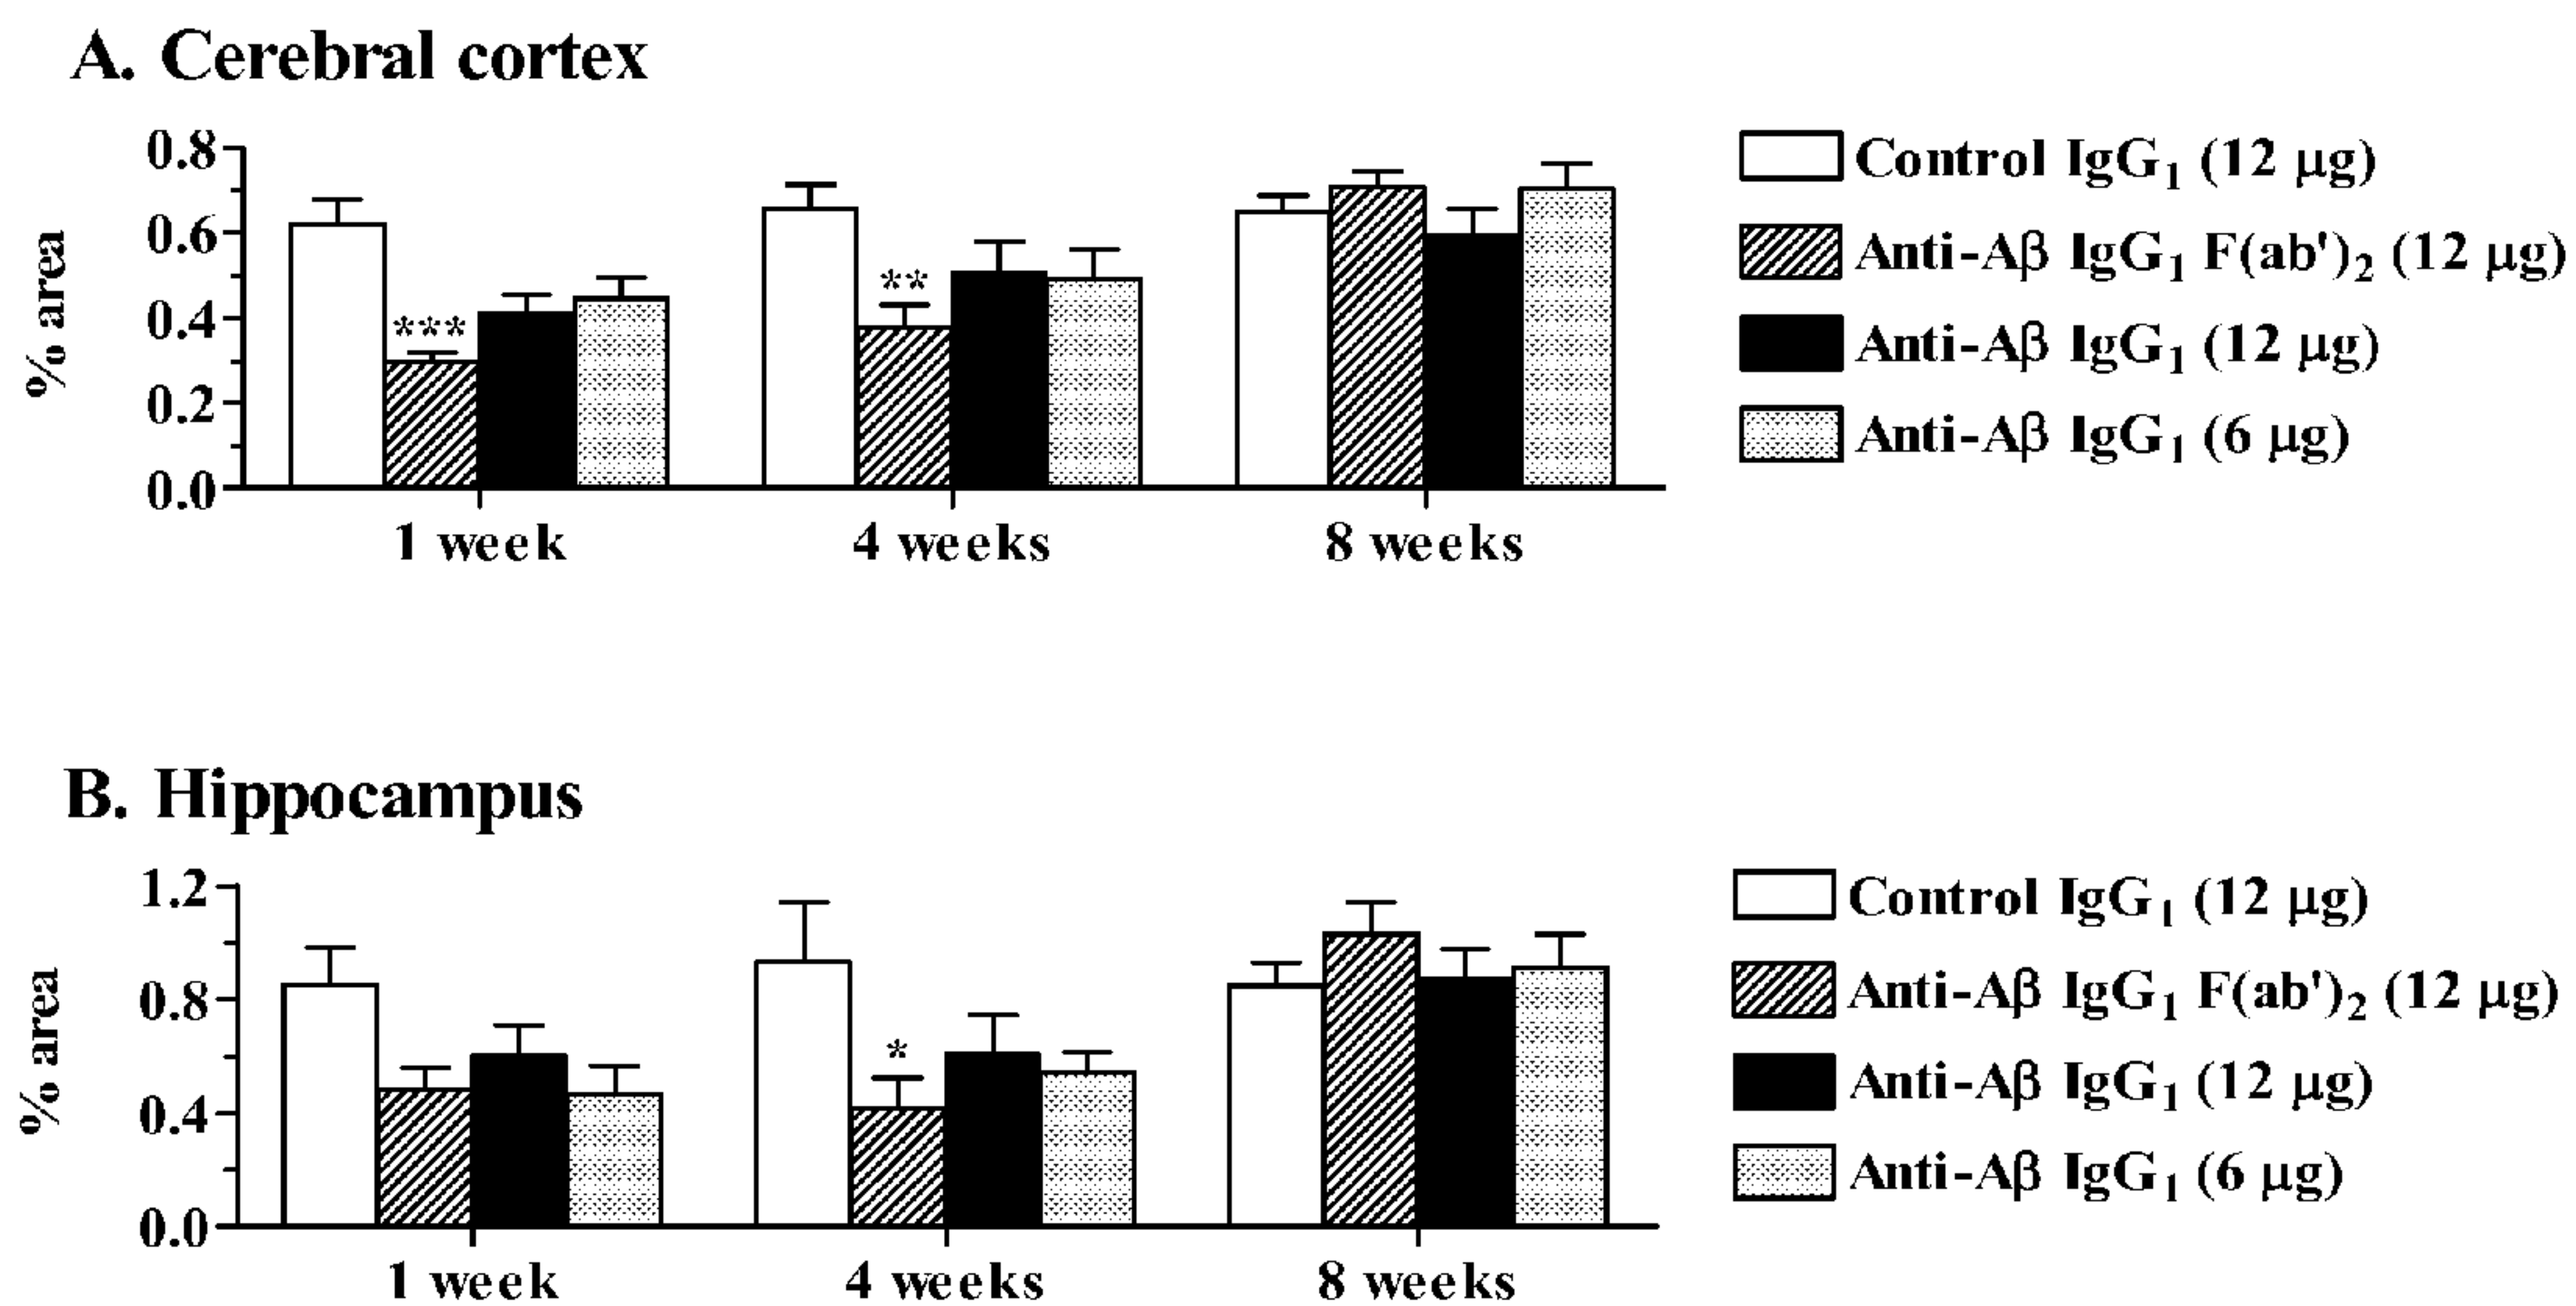 A. Cerebral cortex
0.8
0.6
0.4
0.2
0.0
% area
***
**
1 week
4 weeks
8 weeks
Control IgG₁ (12 μg)
Anti-Aβ IgG₁ F(ab')₂ (12 μg)
Anti-Aβ IgG₁ (12 μg)
Anti-Aβ IgG₁ (6 μg)
B. Hippocampus
1.2
0.8
0.4
0.0
% area
*
1 week
4 weeks
8 weeks
Control IgG₁ (12 μg)
Anti-Aβ IgG₁ F(ab')₂ (12 μg)
Anti-Aβ IgG₁ (12 μg)
Anti-Aβ IgG₁ (6 μg)